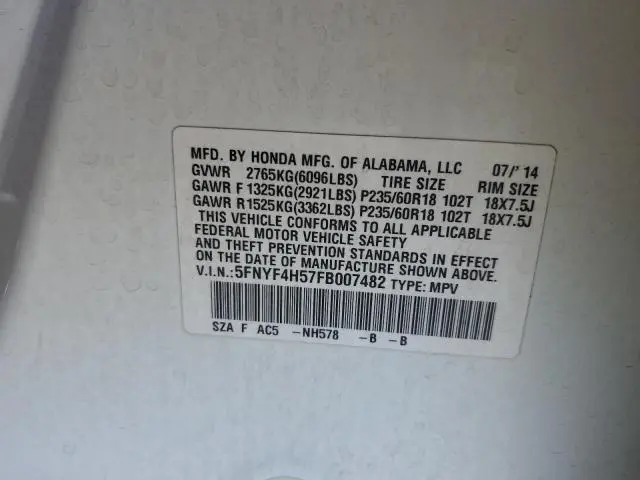 MFD. BY HONDA MFG. OF ALABAMA, LLC 07/'14
GVWR 2765KG(6096LBS) TIRE SIZE RIM SIZE
GAWR F 1325KG(2921LBS) P235/60R18 102T 18X7.5J
GAWR R1525KG(3362LBS) P235/60R18 102T 18X7.5J
THIS VEHICLE CONFORMS TO ALL APPLICABLE
FEDERAL MOTOR VEHICLE SAFETY
AND THEFT PREVENTION STANDARDS IN EFFECT
ON THE DATE OF MANUFACTURE SHOWN ABOVE.
V.I.N.:5FNYF4H57FB007482 TYPE: MPV
SZA F AC5 -NH578 -B -B